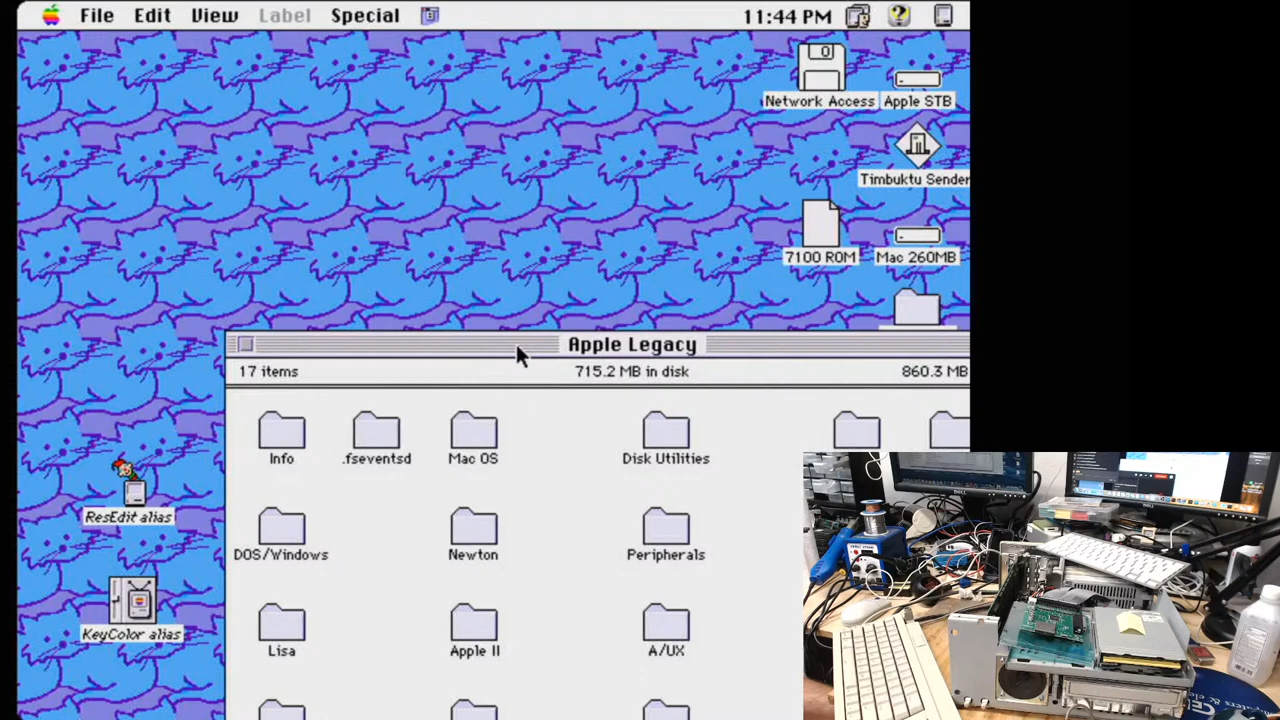 File Edit View Label Special 11:44 PM
Network Access Apple STB
Timbuktu Sender
7100 ROM Mac 260MB
Apple Legacy
17 items 715.2 MB in disk 860.3 MB
Info .fseventsd Mac OS Disk Utilities
ResEdit alias
DOS/Windows Newton Peripherals
KeyColor alias
Lisa Apple II A/UX
DELL